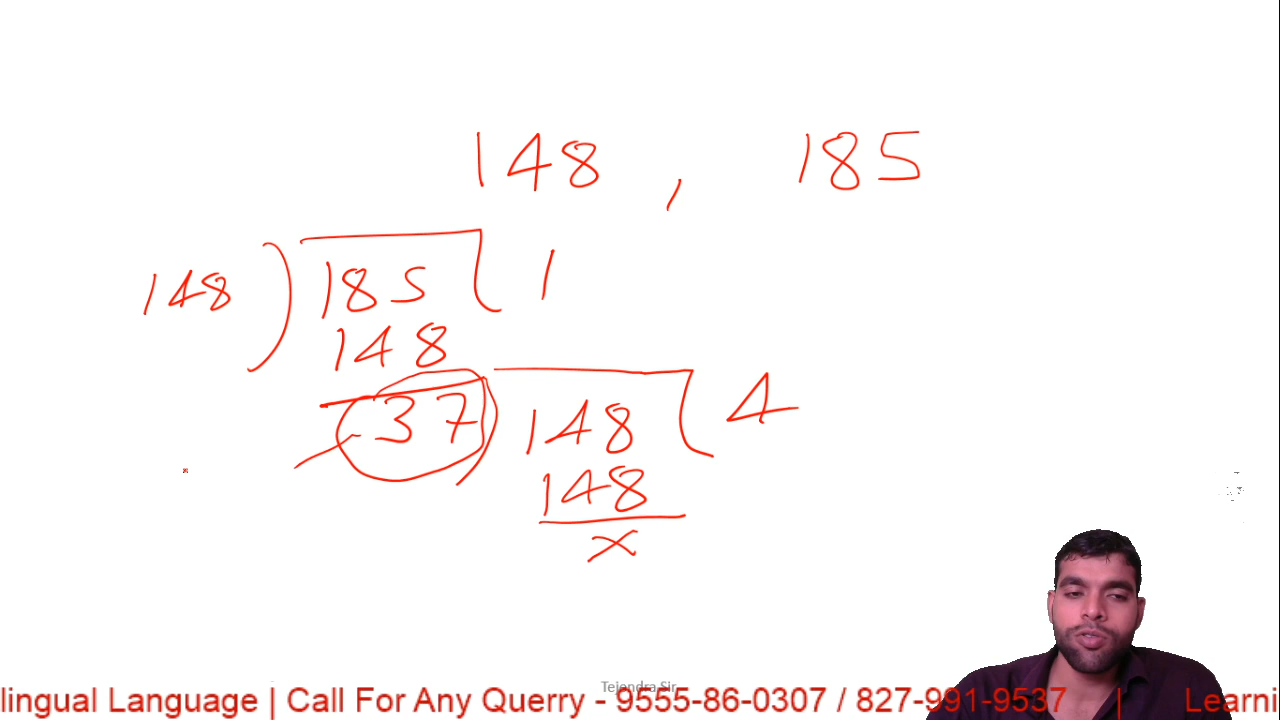 148 , 185
148 ) 185 ( 1
148
37 ) 148 ( 4
148
x
Tejendra Sir
lingual Language | Call For Any Querry - 9555-86-0307 / 827-991-9537 | Learni